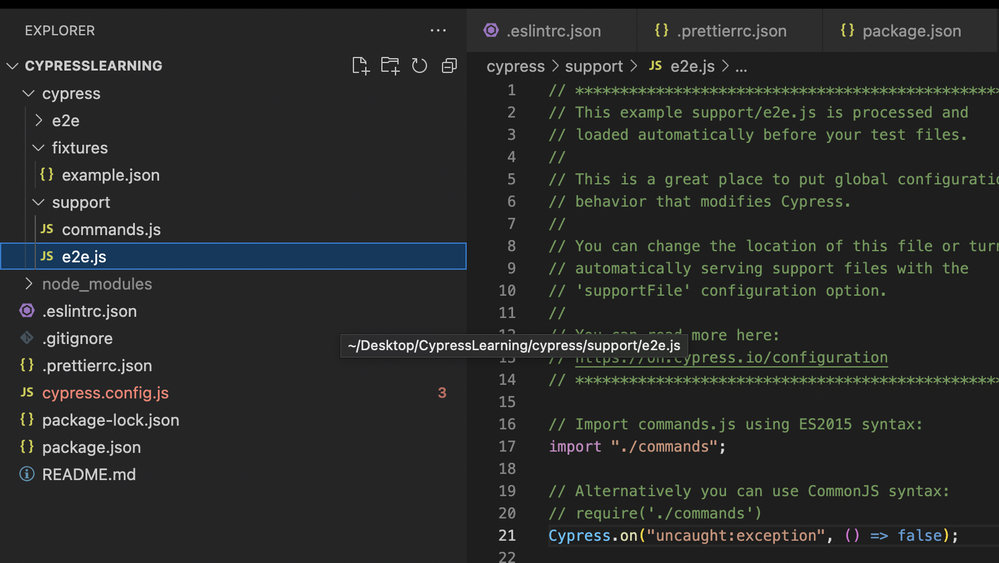 EXPLORER
CYPRESSLEARNING
cypress
e2e
fixtures
{} example.json
support
JS commands.js
JS e2e.js
node_modules
.eslintrc.json
.gitignore
{} .prettierrc.json
JS cypress.config.js 3
{} package-lock.json
{} package.json
README.md
.eslintrc.json {} .prettierrc.json {} package.json
cypress > support > JS e2e.js > ...
1 // ***********************************************
2 // This example support/e2e.js is processed and
3 // loaded automatically before your test files.
4 //
5 // This is a great place to put global configuratio
6 // behavior that modifies Cypress.
7 //
8 // You can change the location of this file or turn
9 // automatically serving support files with the
10 // 'supportFile' configuration option.
11 //
12 // You can read more here:
~/Desktop/CypressLearning/cypress/support/e2e.js
13 // https://on.cypress.io/configuration
14 // ***********************************************
15
16 // Import commands.js using ES2015 syntax:
17 import "./commands";
18
19 // Alternatively you can use CommonJS syntax:
20 // require('./commands')
21 Cypress.on("uncaught:exception", () => false);
22